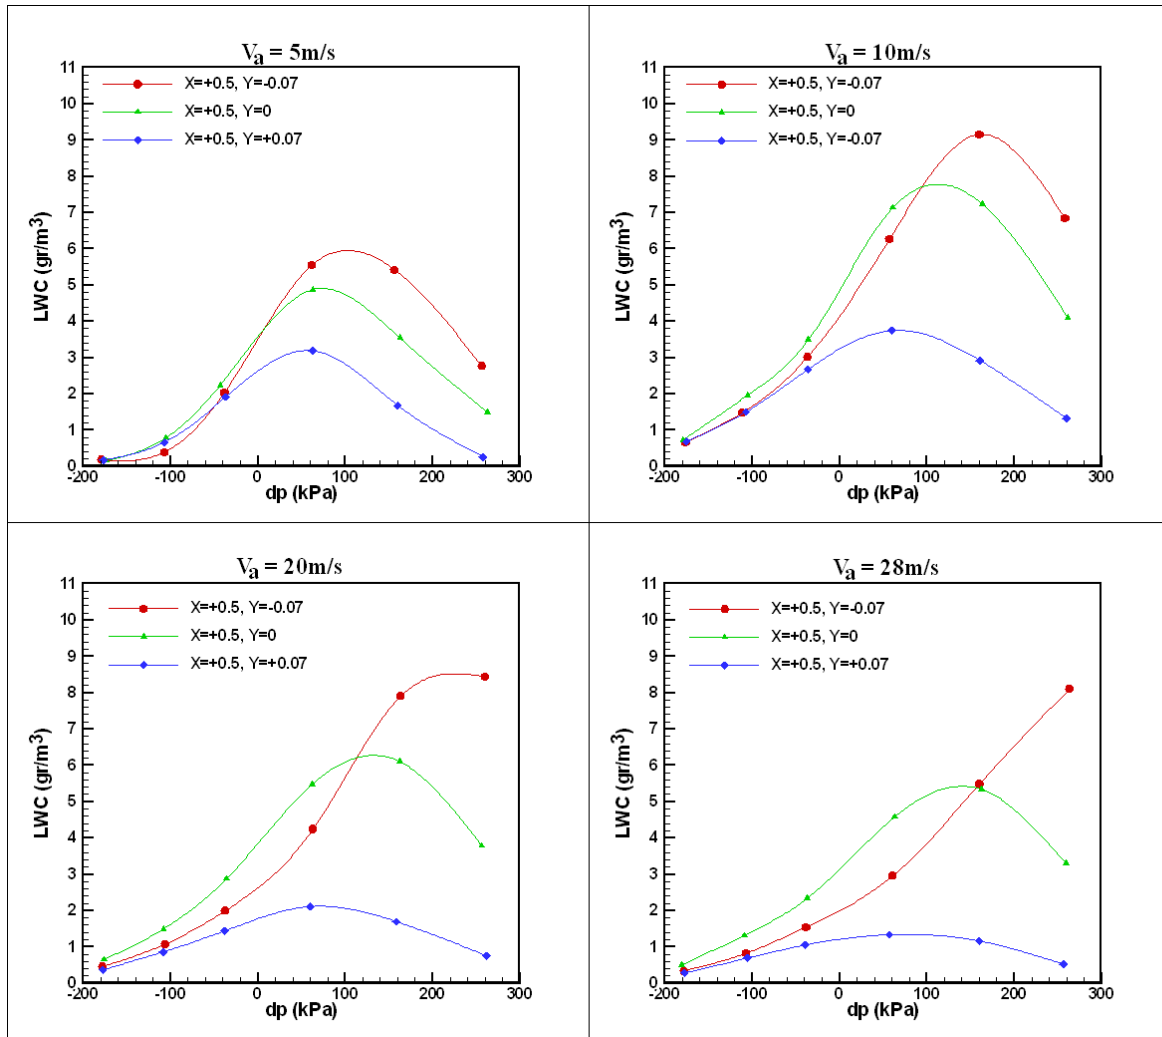 V_a = 5m/s
X=+0.5, Y=-0.07
X=+0.5, Y=0
X=+0.5, Y=+0.07
LWC (gr/m³)
11
10
9
8
7
6
5
4
3
2
1
0
-200 -100 0 100 200 300
dp (kPa)
V_a = 10m/s
X=+0.5, Y=-0.07
X=+0.5, Y=0
X=+0.5, Y=-0.07
LWC (gr/m³)
11
10
9
8
7
6
5
4
3
2
1
0
-200 -100 0 100 200 300
dp (kPa)
V_a = 20m/s
X=+0.5, Y=-0.07
X=+0.5, Y=0
X=+0.5, Y=+0.07
LWC (gr/m³)
11
10
9
8
7
6
5
4
3
2
1
0
-200 -100 0 100 200 300
dp (kPa)
V_a = 28m/s
X=+0.5, Y=-0.07
X=+0.5, Y=0
X=+0.5, Y=+0.07
LWC (gr/m³)
11
10
9
8
7
6
5
4
3
2
1
0
-200 -100 0 100 200 300
dp (kPa)